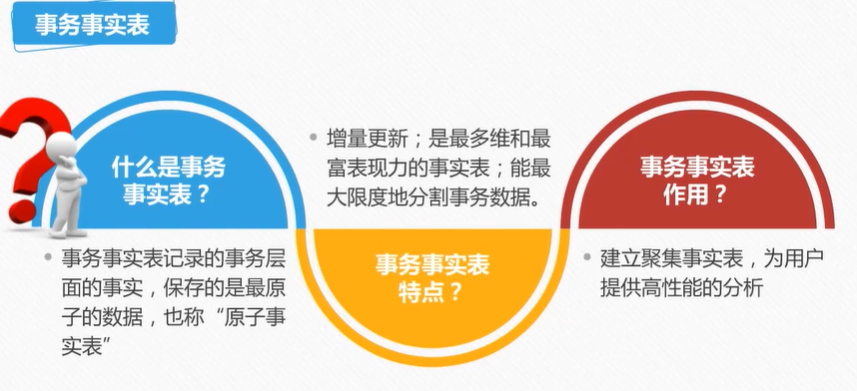 事务事实表
什么是事务
事实表？
事务事实表记录的事务层
面的事实，保存的是最原
子的数据，也称“原子事
实表”
增量更新；是最多维和最
富表现力的事实表；能最
大限度地分割事务数据。
事务事实表
特点？
事务事实表
作用？
建立聚集事实表，为用户
提供高性能的分析